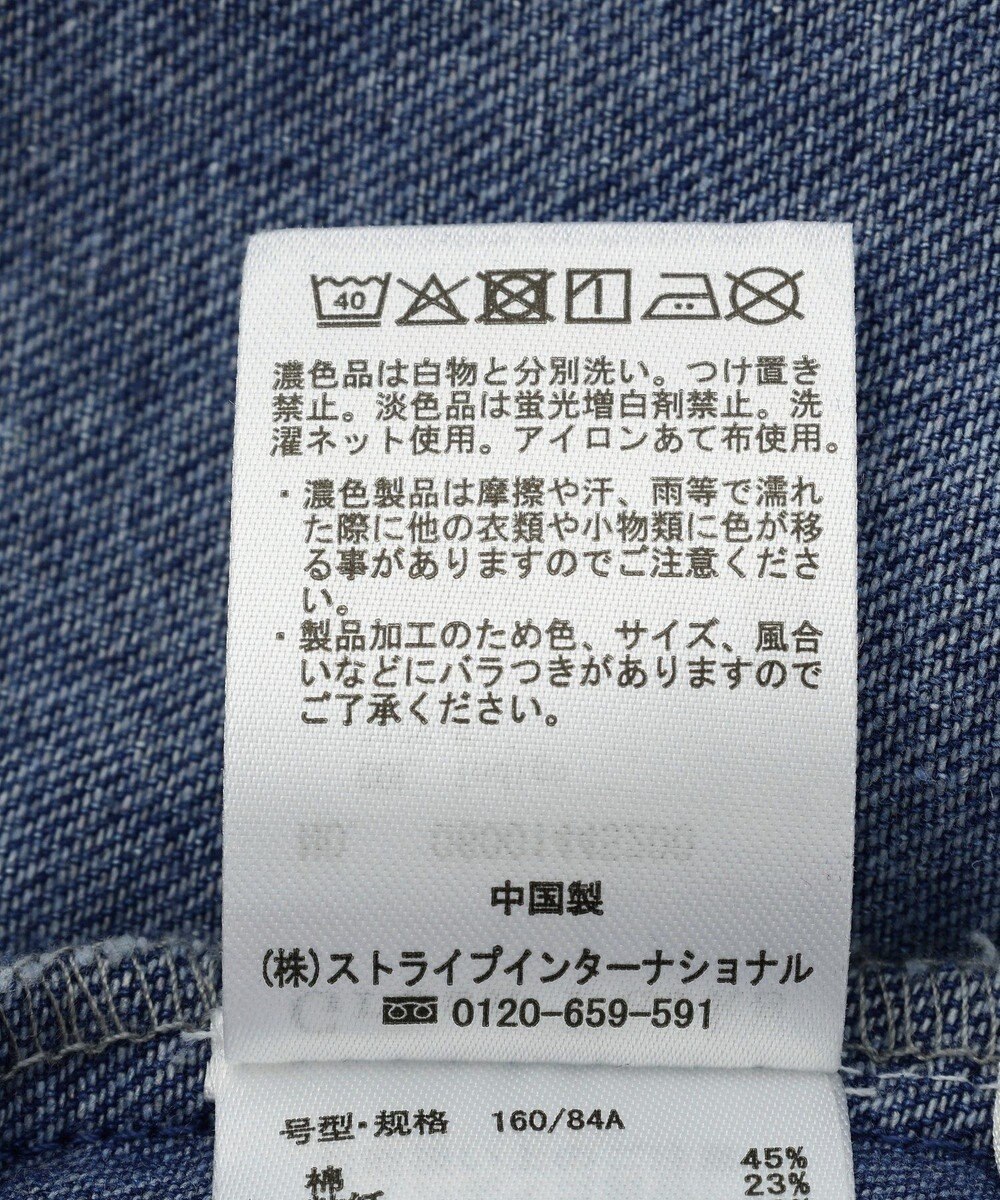 40
濃色品は白物と分別洗い。つけ置き
禁止。淡色品は蛍光増白剤禁止。洗
濯ネット使用。アイロンあて布使用。
・濃色製品は摩擦や汗、雨等で濡れ
た際に他の衣類や小物類に色が移
る事がありますのでご注意くださ
い。
・製品加工のため色、サイズ、風合
いなどにバラつきがありますので
ご了承ください。
中国製
(株)ストライプインターナショナル
0120-659-591
号型・规格 160/84A
棉 45%
23%